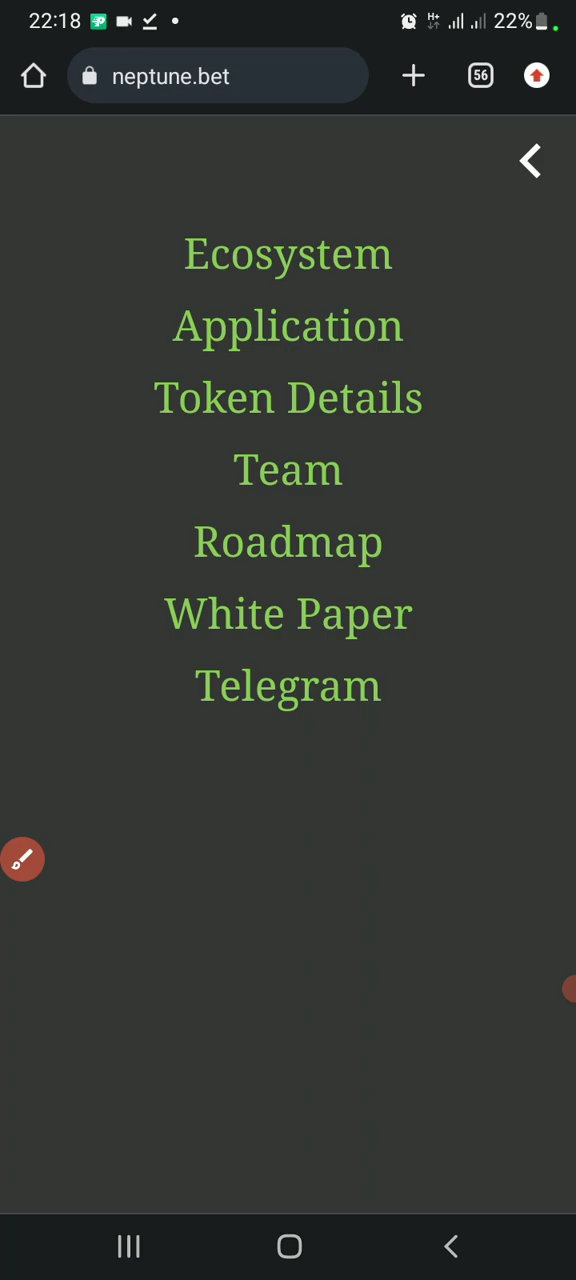 22:18
H+
22%
neptune.bet
56
Ecosystem
Application
Token Details
Team
Roadmap
White Paper
Telegram